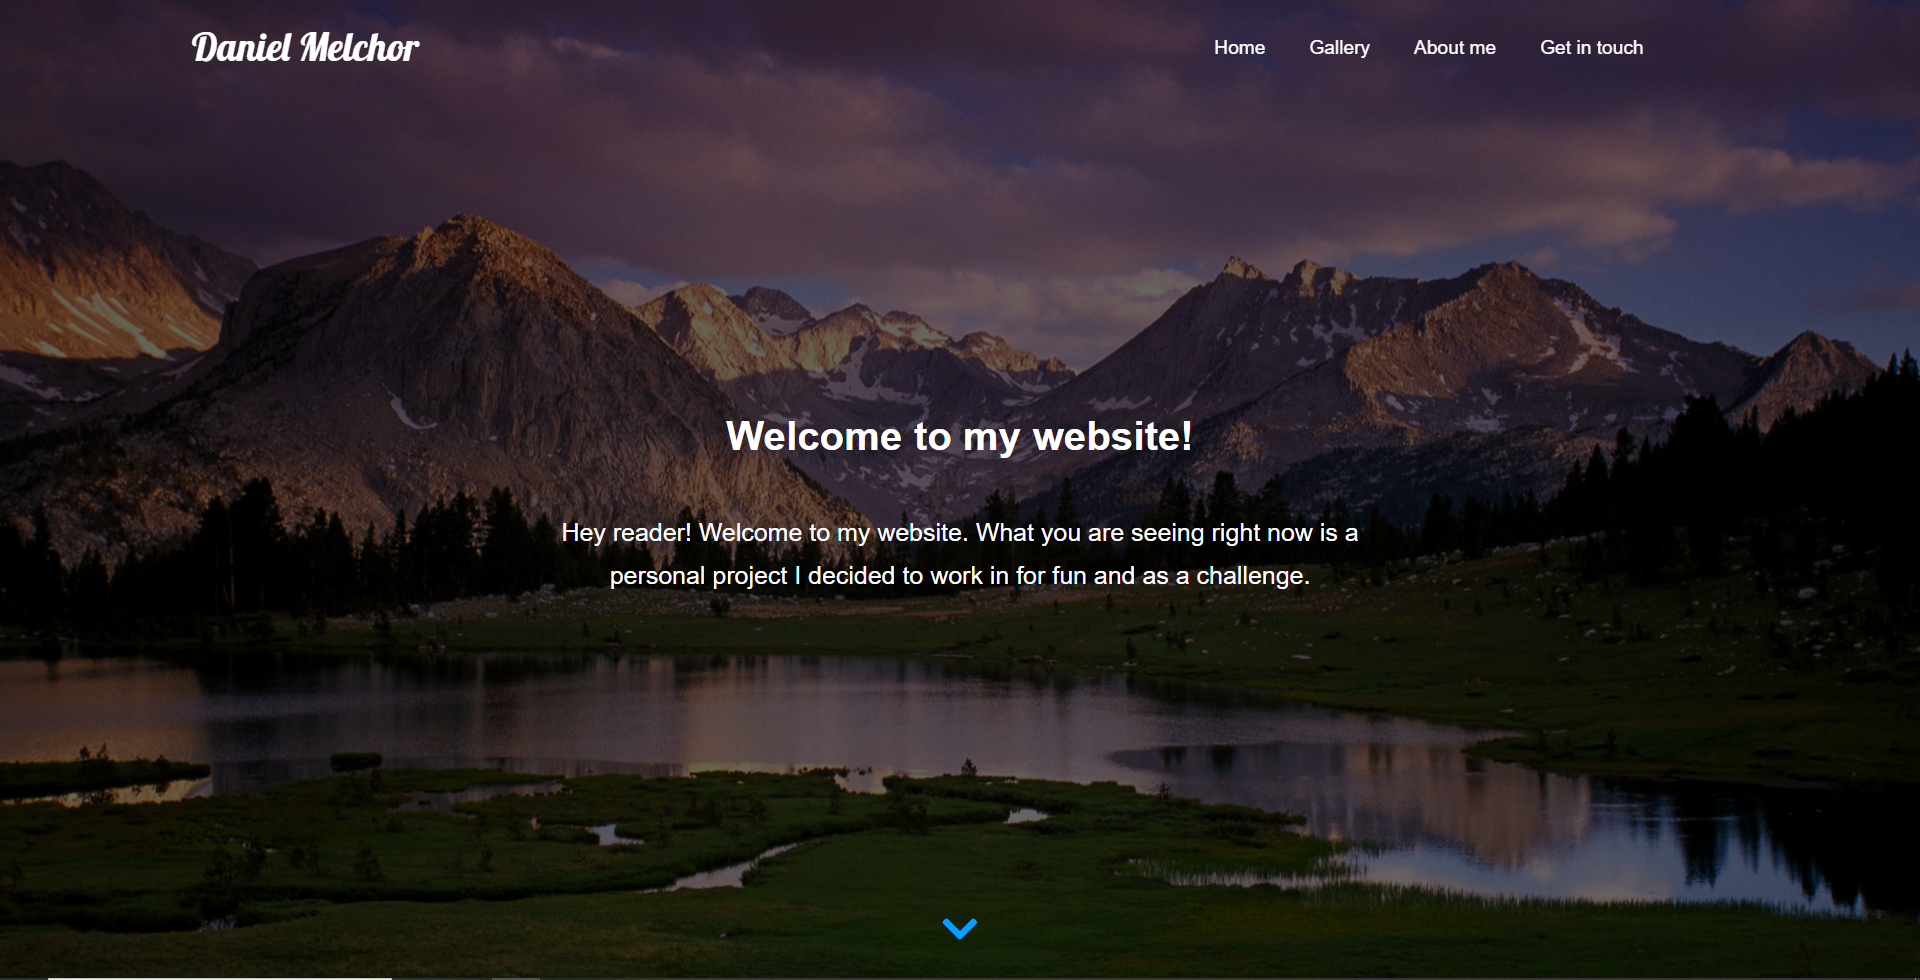 Daniel Melchor
Home Gallery About me Get in touch
Welcome to my website!
Hey reader! Welcome to my website. What you are seeing right now is a
personal project I decided to work in for fun and as a challenge.